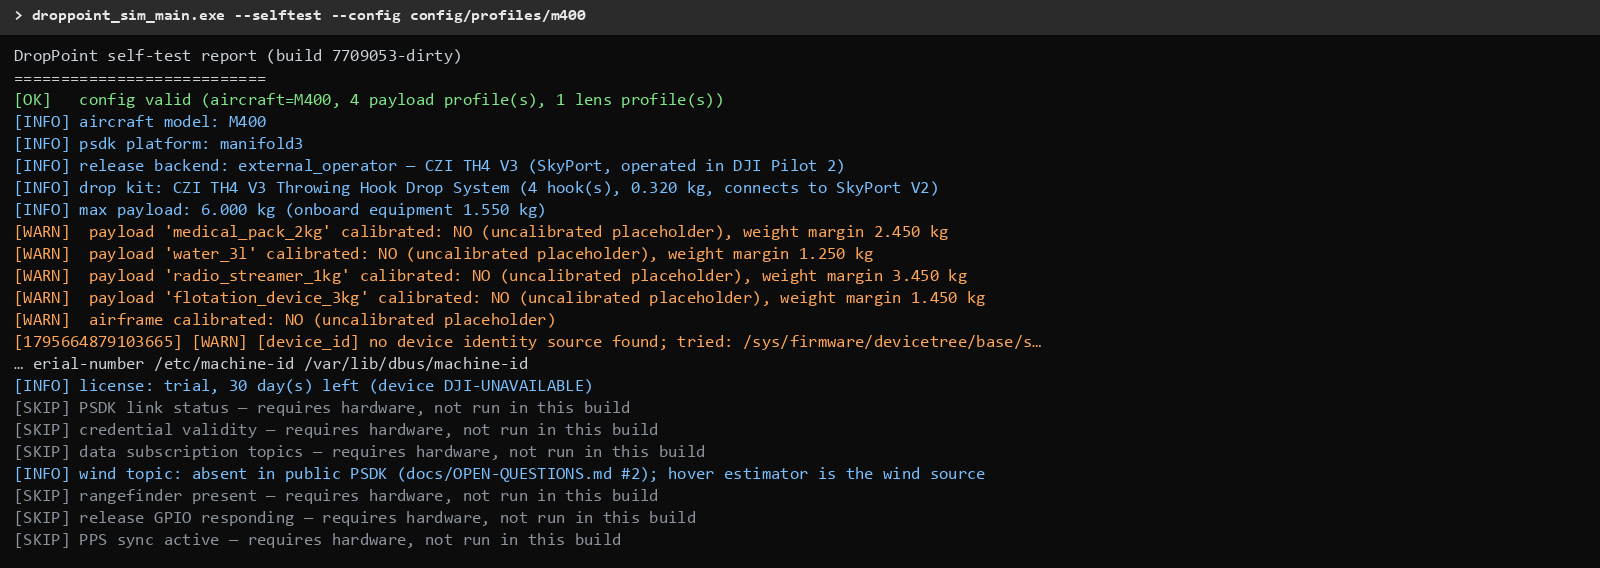 > droppoint_sim_main.exe --selftest --config config/profiles/m400
DropPoint self-test report (build 7709053-dirty)
===========================
[OK]   config valid (aircraft=M400, 4 payload profile(s), 1 lens profile(s))
[INFO] aircraft model: M400
[INFO] psdk platform: manifold3
[INFO] release backend: external_operator — CZI TH4 V3 (SkyPort, operated in DJI Pilot 2)
[INFO] drop kit: CZI TH4 V3 Throwing Hook Drop System (4 hook(s), 0.320 kg, connects to SkyPort V2)
[INFO] max payload: 6.000 kg (onboard equipment 1.550 kg)
[WARN]  payload 'medical_pack_2kg' calibrated: NO (uncalibrated placeholder), weight margin 2.450 kg
[WARN]  payload 'water_3l' calibrated: NO (uncalibrated placeholder), weight margin 1.250 kg
[WARN]  payload 'radio_streamer_1kg' calibrated: NO (uncalibrated placeholder), weight margin 3.450 kg
[WARN]  payload 'flotation_device_3kg' calibrated: NO (uncalibrated placeholder), weight margin 1.450 kg
[WARN]  airframe calibrated: NO (uncalibrated placeholder)
[1795664879103665] [WARN] [device_id] no device identity source found; tried: /sys/firmware/devicetree/base/s…
… erial-number /etc/machine-id /var/lib/dbus/machine-id
[INFO] license: trial, 30 day(s) left (device DJI-UNAVAILABLE)
[SKIP] PSDK link status — requires hardware, not run in this build
[SKIP] credential validity — requires hardware, not run in this build
[SKIP] data subscription topics — requires hardware, not run in this build
[INFO] wind topic: absent in public PSDK (docs/OPEN-QUESTIONS.md #2); hover estimator is the wind source
[SKIP] rangefinder present — requires hardware, not run in this build
[SKIP] release GPIO responding — requires hardware, not run in this build
[SKIP] PPS sync active — requires hardware, not run in this build